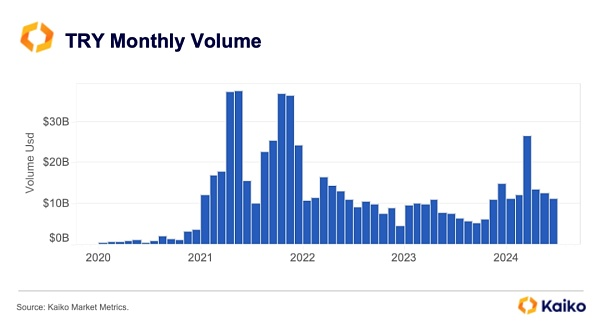 TRY Monthly Volume
Volume Usd
$30B
$20B
$10B
$0B
2020 2021 2022 2023 2024
Source: Kaiko Market Metrics.
Kaiko